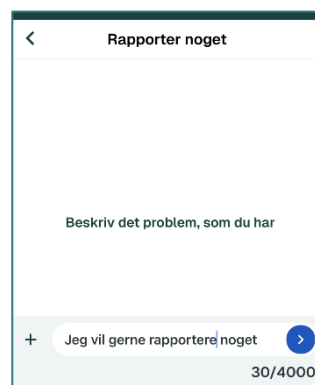 Rapporter noget
Beskriv det problem, som du har
+ Jeg vil gerne rapportere noget
30/4000